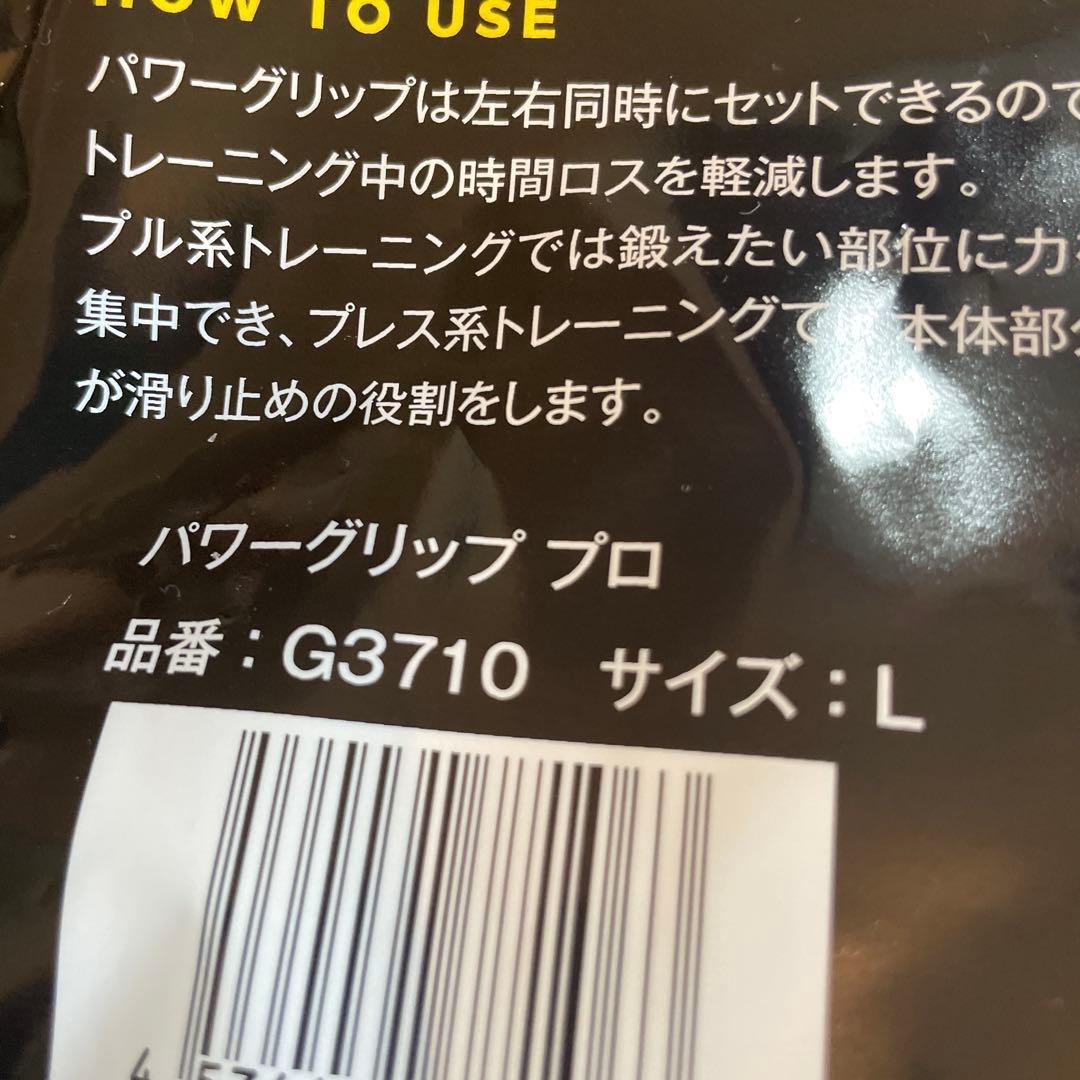 HOW TO USE
パワーグリップは左右同時にセットできるので
トレーニング中の時間ロスを軽減します。
プル系トレーニングでは鍛えたい部位に力
集中でき、プレス系トレーニングで 本体部
が滑り止めの役割をします。
パワーグリップ プロ
品番：G3710 サイズ：L
4